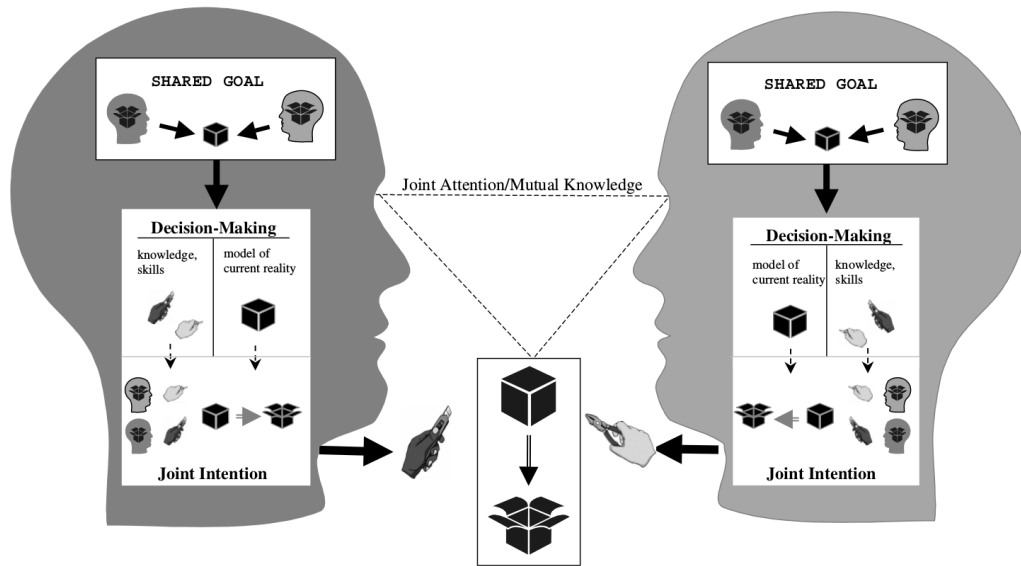 SHARED GOAL
Decision-Making
knowledge,
skills
model of
current reality
Joint Intention
Joint Attention/Mutual Knowledge
SHARED GOAL
Decision-Making
model of
current reality
knowledge,
skills
Joint Intention